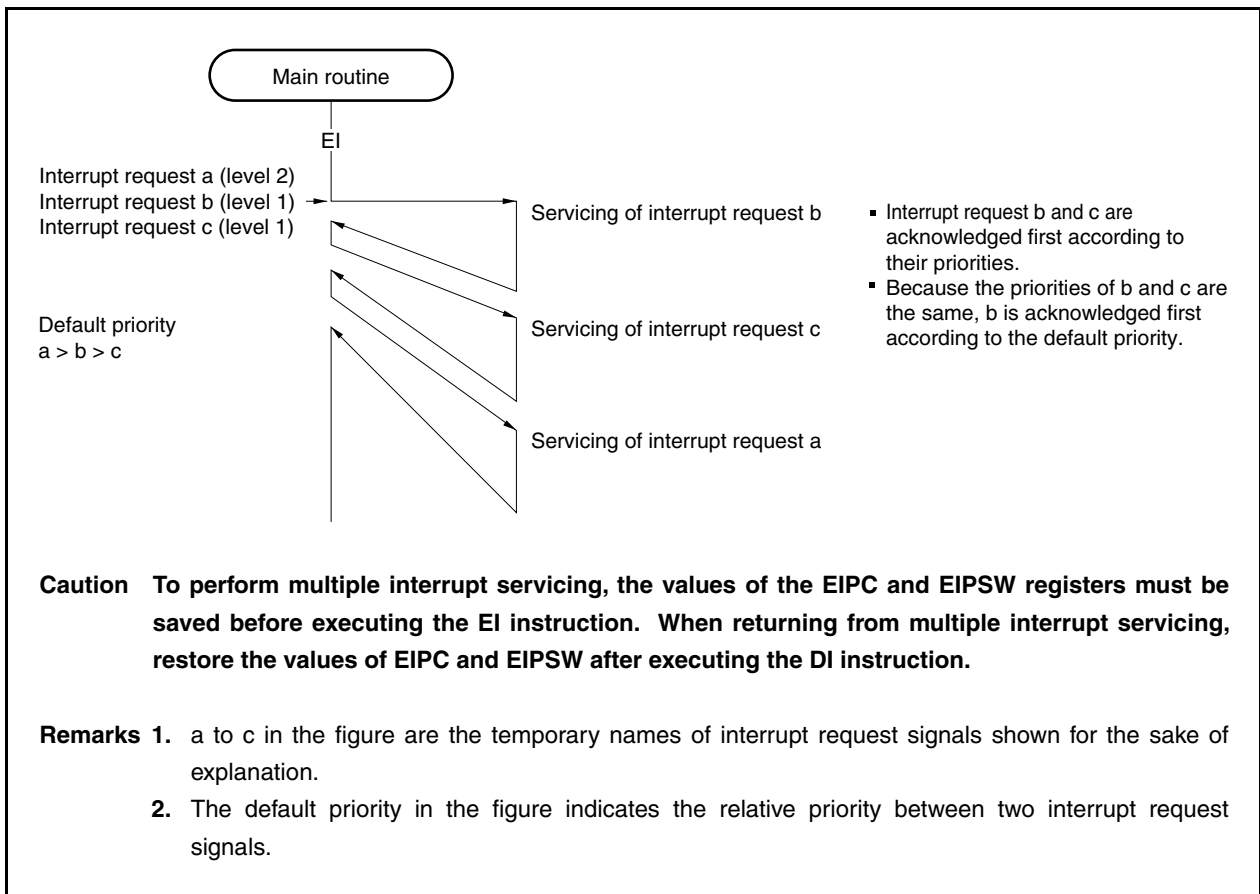 Main routine
EI
Interrupt request a (level 2)
Interrupt request b (level 1)
Interrupt request c (level 1)
Servicing of interrupt request b
▪ Interrupt request b and c are
acknowledged first according to
their priorities.
▪ Because the priorities of b and c are
the same, b is acknowledged first
according to the default priority.
Default priority
a > b > c
Servicing of interrupt request c
Servicing of interrupt request a
Caution To perform multiple interrupt servicing, the values of the EIPC and EIPSW registers must be
saved before executing the EI instruction. When returning from multiple interrupt servicing,
restore the values of EIPC and EIPSW after executing the DI instruction.
Remarks 1. a to c in the figure are the temporary names of interrupt request signals shown for the sake of
explanation.
2. The default priority in the figure indicates the relative priority between two interrupt request
signals.